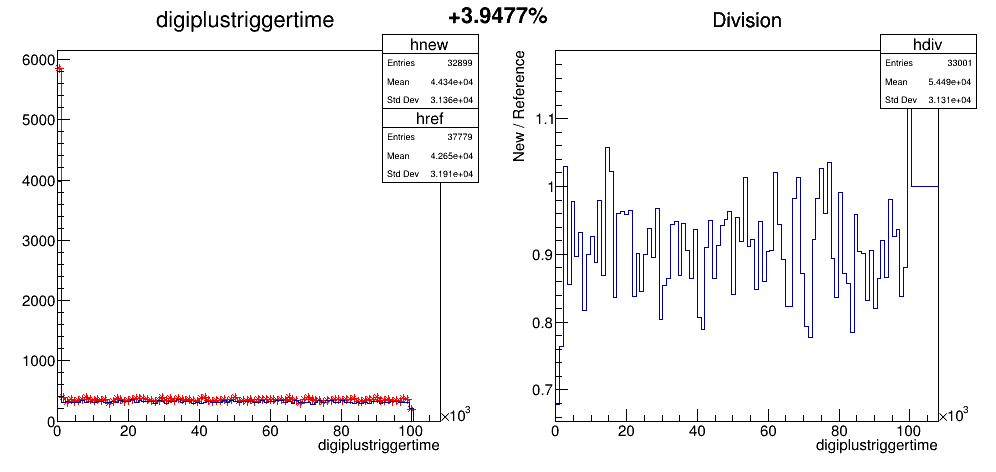 digiplustriggertime
+3.9477%
Division
hnew
Entries 32899
Mean 4.434e+04
Std Dev 3.136e+04
href
Entries 37779
Mean 4.265e+04
Std Dev 3.191e+04
6000
5000
4000
3000
2000
1000
0
0 20 40 60 80 100
×10³
digiplustriggertime
hdiv
Entries 33001
Mean 5.449e+04
Std Dev 3.131e+04
New / Reference
1.1
1
0.9
0.8
0.7
0 20 40 60 80 100
×10³
digiplustriggertime